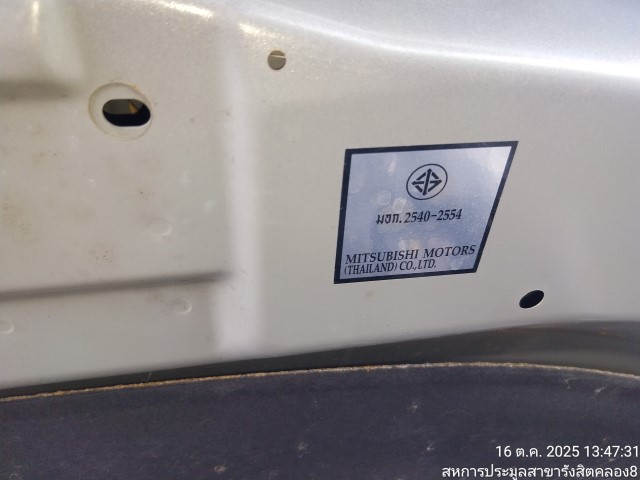 มอก.2540-2554
MITSUBISHI MOTORS
(THAILAND) CO.,LTD.
16 ต.ค. 2025 13:47:31
สหการประมูลสาขารังสิตคลอง8